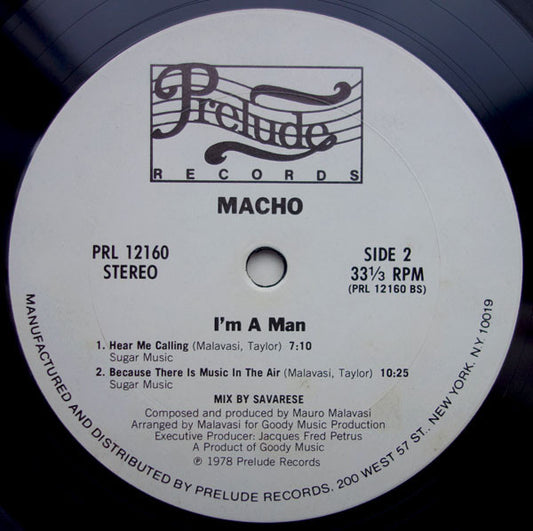 Prelude
RECORDS
MACHO
PRL 12160
STEREO
SIDE 2
33⅓ RPM
(PRL 12160 BS)
I'm A Man
1. Hear Me Calling (Malavasi, Taylor) 7:10
Sugar Music
2. Because There Is Music In The Air (Malavasi, Taylor) 10:25
Sugar Music
MIX BY SAVARESE
Composed and produced by Mauro Malavasi
Arranged by Malavasi for Goody Music Production
Executive Producer: Jacques Fred Petrus
A Product of Goody Music
℗ 1978 Prelude Records
MANUFACTURED AND DISTRIBUTED BY PRELUDE RECORDS, 200 WEST 57 ST., NEW YORK, NY 10019